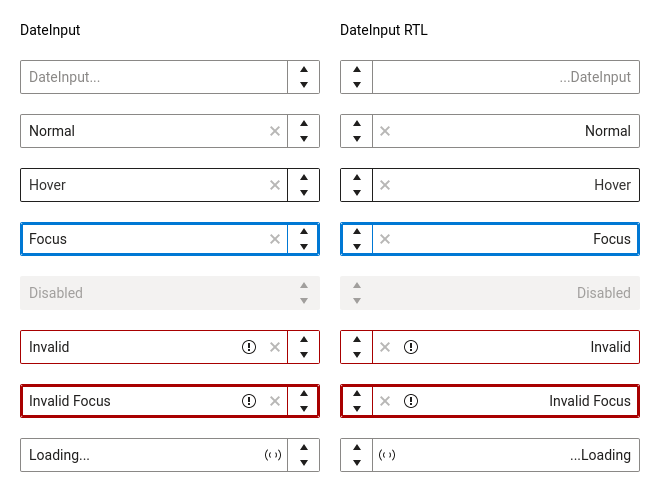 DateInput
DateInput RTL
DateInput...
...DateInput
Normal
Normal
Hover
Hover
Focus
Focus
Disabled
Disabled
Invalid
Invalid
Invalid Focus
Invalid Focus
Loading...
...Loading